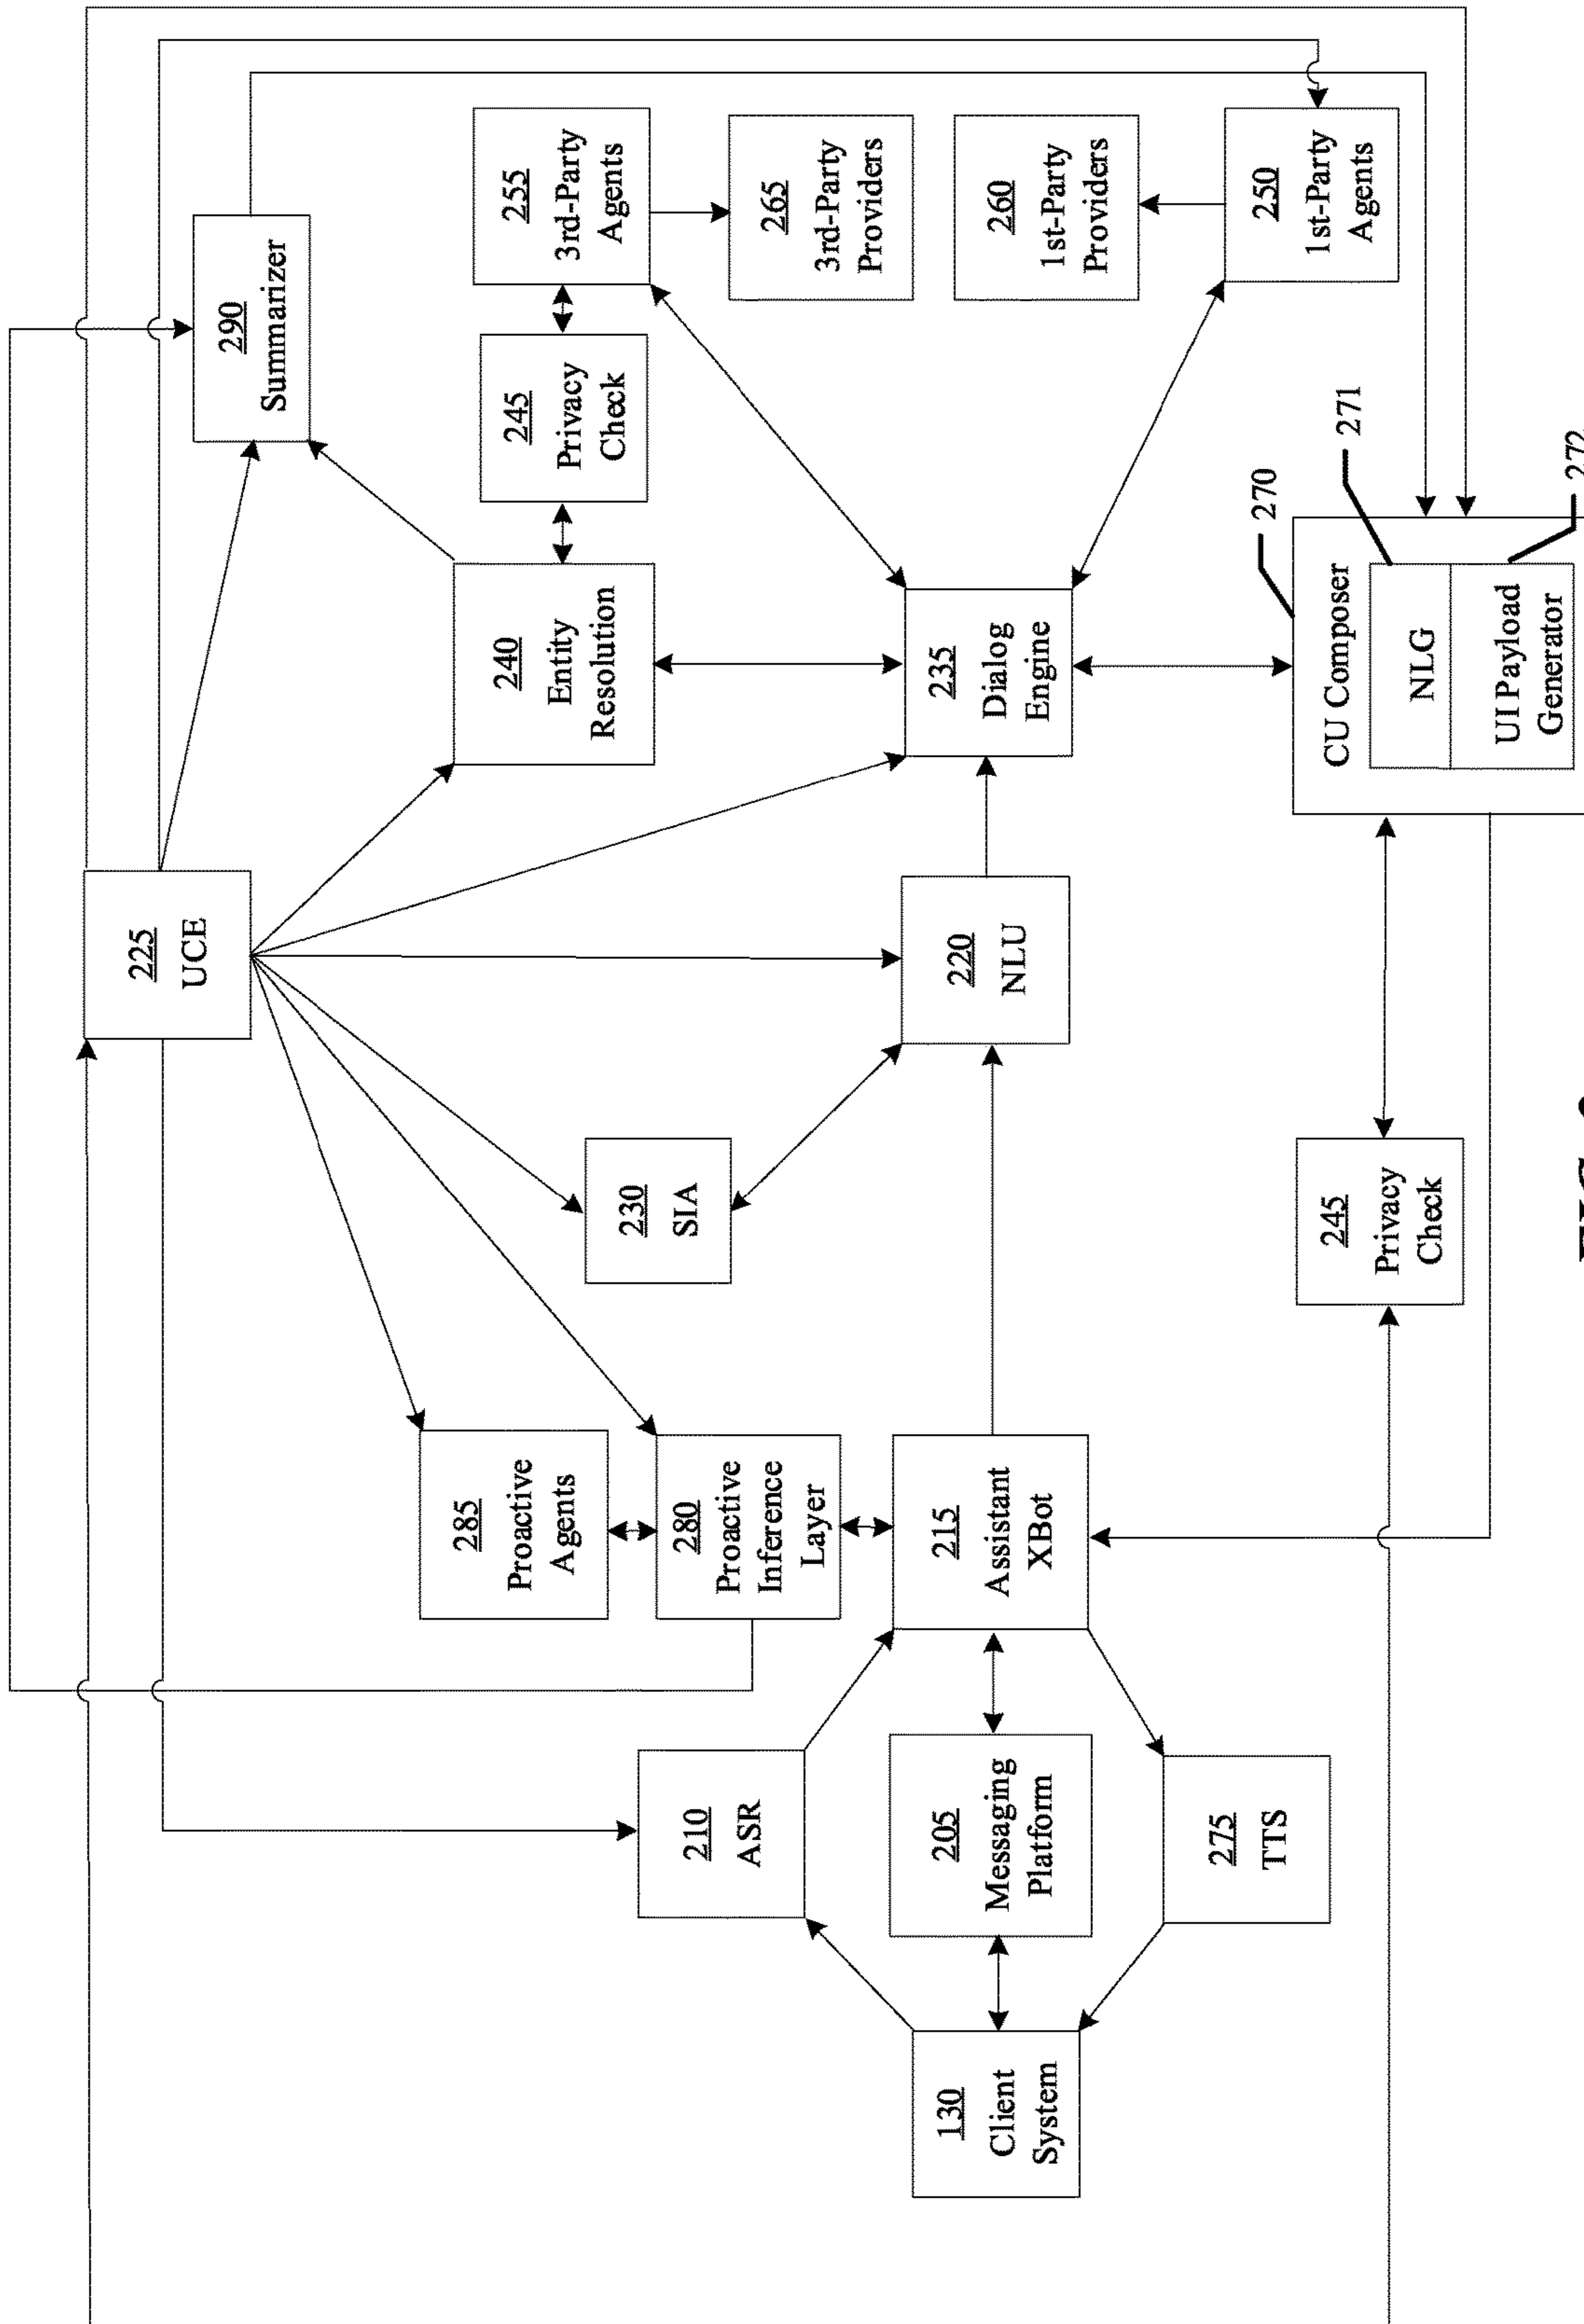 225
UCE
290
Summarizer
285
Proactive
Agents
240
Entity
Resolution
245
Privacy
Check
255
3rd-Party
Agents
230
SIA
210
ASR
280
Proactive
Inference
Layer
265
3rd-Party
Providers
130
Client
System
205
Messaging
Platform
215
Assistant
XBot
220
NLU
235
Dialog
Engine
260
1st-Party
Providers
275
TTS
245
Privacy
Check
270
CU Composer
271
NLG
UI Payload
Generator
272
250
1st-Party
Agents